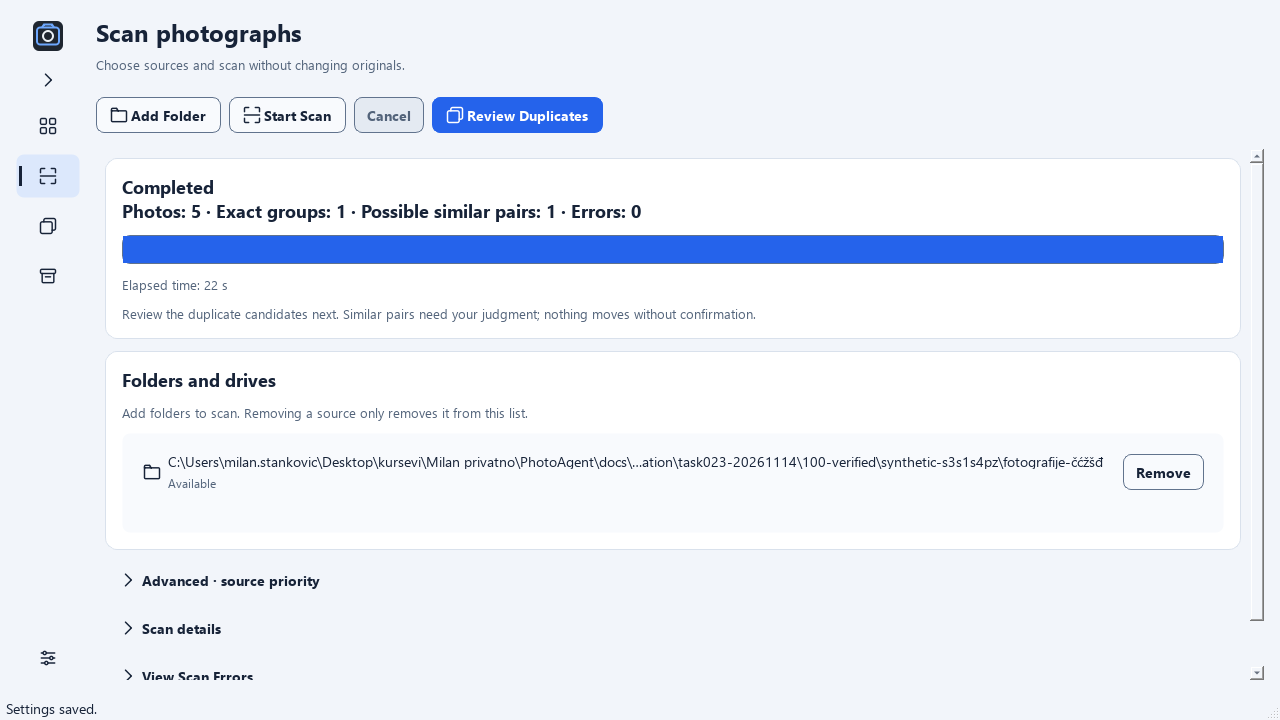 Scan photographs
Choose sources and scan without changing originals.
Add Folder
Start Scan
Cancel
Review Duplicates
Completed
Photos: 5 · Exact groups: 1 · Possible similar pairs: 1 · Errors: 0
Elapsed time: 22 s
Review the duplicate candidates next. Similar pairs need your judgment; nothing moves without confirmation.
Folders and drives
Add folders to scan. Removing a source only removes it from this list.
C:\Users\milan.stankovic\Desktop\kursevi\Milan privatno\PhotoAgent\docs\...ation\task023-20261114\100-verified\synthetic-s3s1s4pz\fotografije-čćžšđ
Available
Remove
Advanced · source priority
Scan details
View Scan Errors
Settings saved.